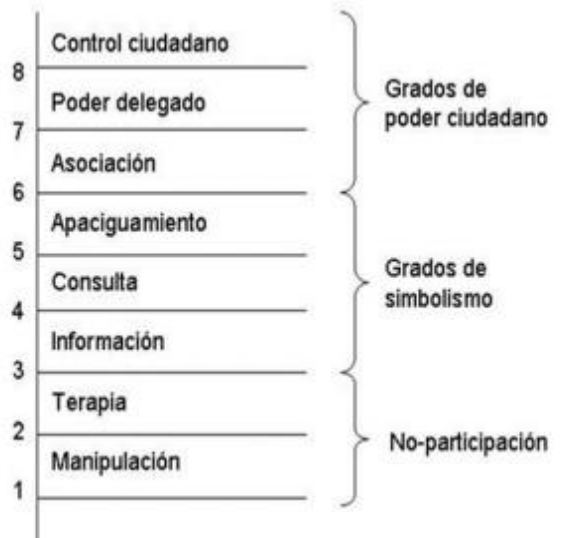 Control ciudadano
8
Poder delegado
7
Asociación
6
Apaciguamiento
5
Consulta
4
Información
3
Terapia
2
Manipulación
1
Grados de
poder ciudadano
Grados de
simbolismo
No-participación